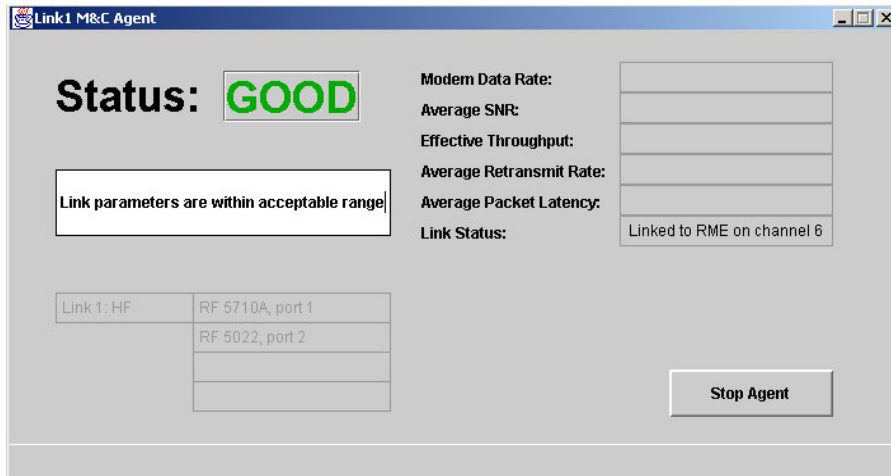 Link1 M&C Agent
Status: GOOD
Link parameters are within acceptable range
Link 1: HF RF 5710A, port 1
RF 5022, port 2
Modem Data Rate:
Average SNR:
Effective Throughput:
Average Retransmit Rate:
Average Packet Latency:
Link Status: Linked to RME on channel 6
Stop Agent